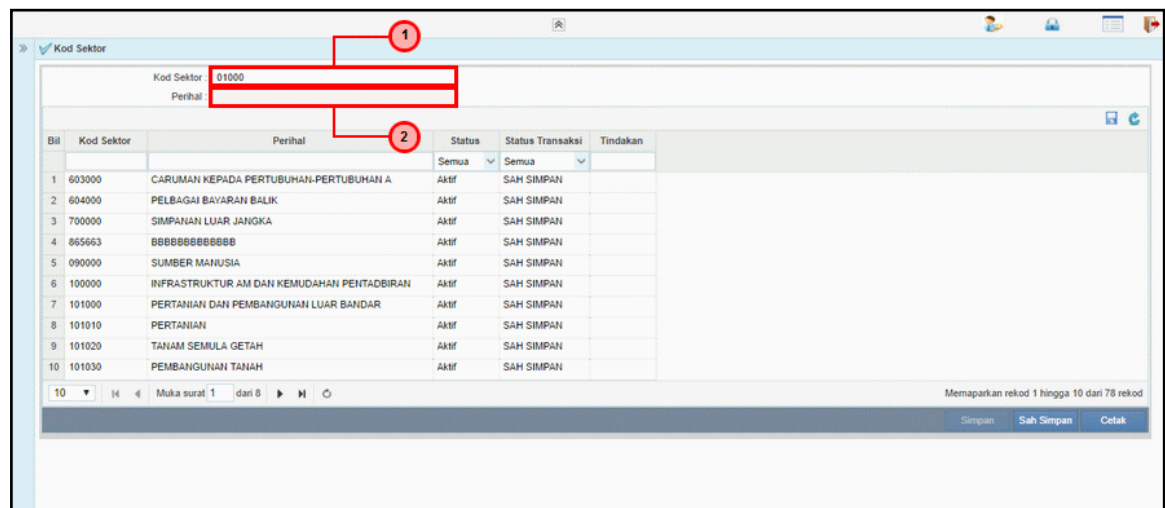 1
Kod Sektor
Kod Sektor : 01000
Perihal :
2
Bil Kod Sektor Perihal Status Status Transaksi Tindakan
Semua Semua
1 603000 CARUMAN KEPADA PERTUBUHAN-PERTUBUHAN A Aktif SAH SIMPAN
2 604000 PELBAGAI BAYARAN BALIK Aktif SAH SIMPAN
3 700000 SIMPANAN LUAR JANGKA Aktif SAH SIMPAN
4 865663 BBBBBBBBBBBBB Aktif SAH SIMPAN
5 090000 SUMBER MANUSIA Aktif SAH SIMPAN
6 100000 INFRASTRUKTUR AM DAN KEMUDAHAN PENTADBIRAN Aktif SAH SIMPAN
7 101000 PERTANIAN DAN PEMBANGUNAN LUAR BANDAR Aktif SAH SIMPAN
8 101010 PERTANIAN Aktif SAH SIMPAN
9 101020 TANAM SEMULA GETAH Aktif SAH SIMPAN
10 101030 PEMBANGUNAN TANAH Aktif SAH SIMPAN
10 Muka surat 1 dari 8 Memaparkan rekod 1 hingga 10 dari 78 rekod
Simpan Sah Simpan Cetak